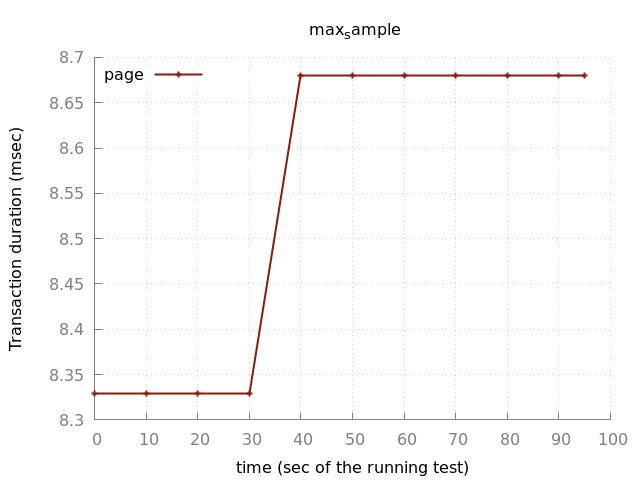 maxₛample
8.7
page
8.65
8.6
8.55
8.5
8.45
8.4
8.35
8.3
Transaction duration (msec)
0 10 20 30 40 50 60 70 80 90 100
time (sec of the running test)